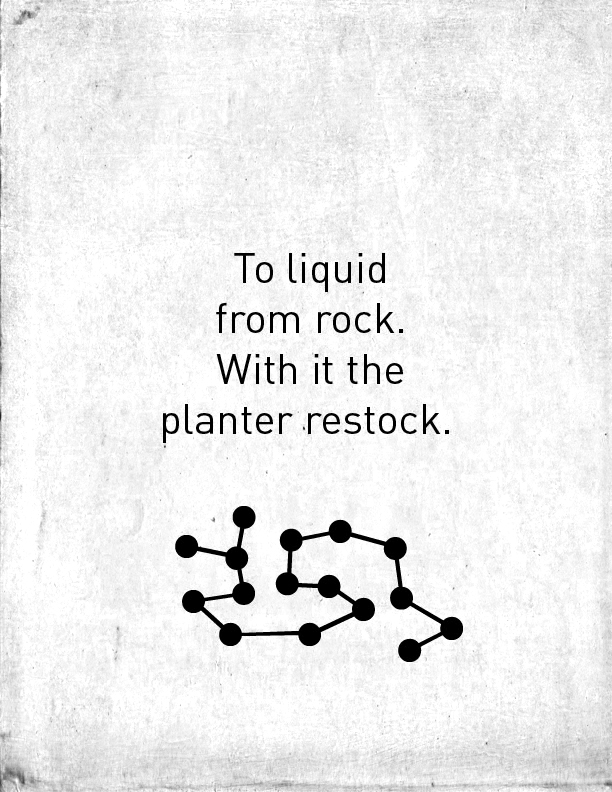 To liquid
from rock.
With it the
planter restock.